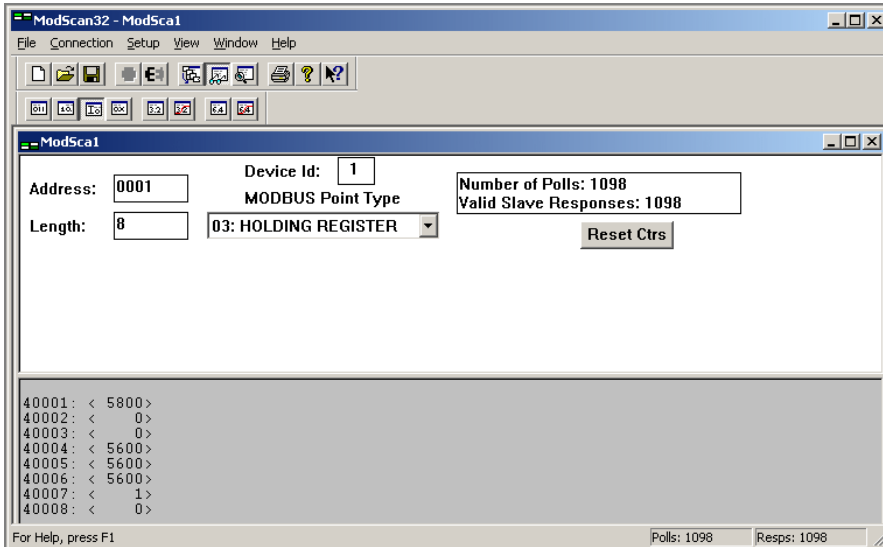 ModScan32 - ModSca1
File Connection Setup View Window Help
ModSca1
Device Id: 1
Address: 0001
MODBUS Point Type
Number of Polls: 1098
Valid Slave Responses: 1098
Length: 8
03: HOLDING REGISTER
Reset Ctrs
40001: < 5800>
40002: < 0>
40003: < 0>
40004: < 5600>
40005: < 5600>
40006: < 5600>
40007: < 1>
40008: < 0>
For Help, press F1
Polls: 1098
Resps: 1098